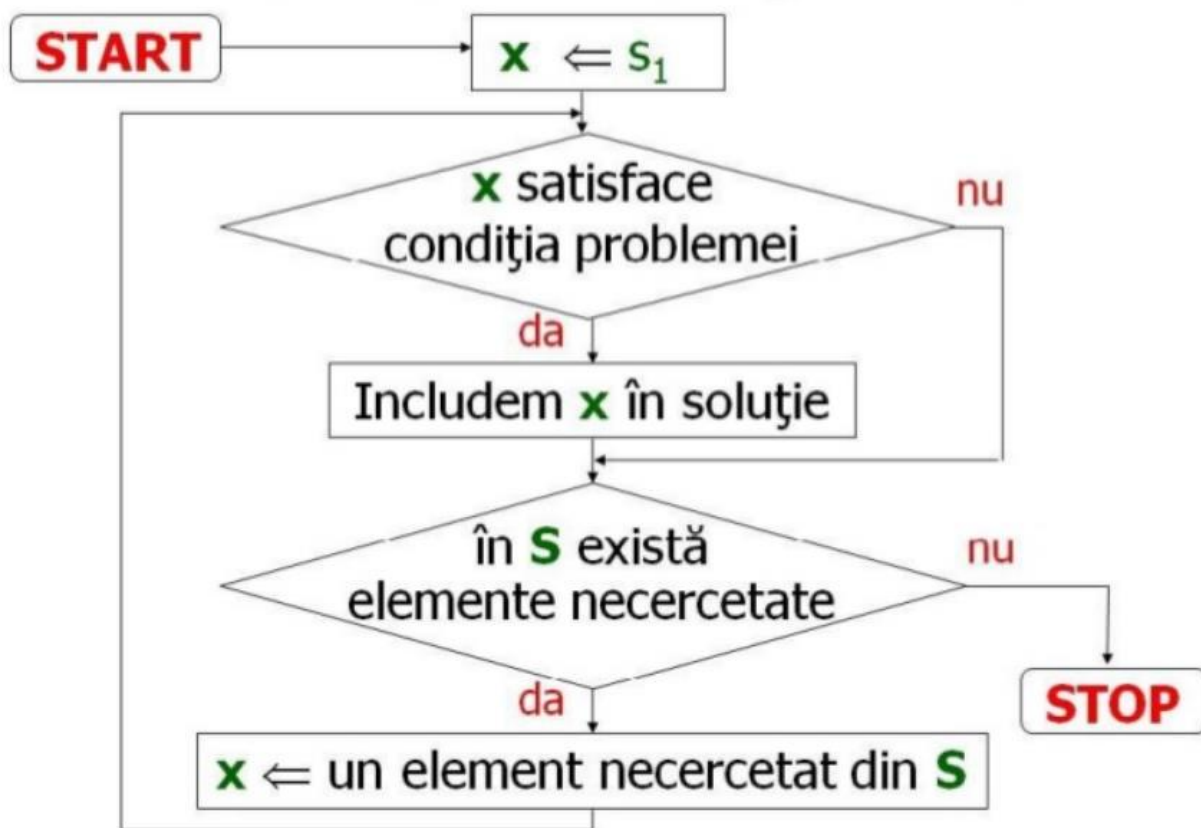 START
x ⇐ s₁
x satisface
condiţia problemei
nu
da
Includem x în soluţie
în S există
elemente necercetate
nu
da
STOP
x ⇐ un element necercetat din S